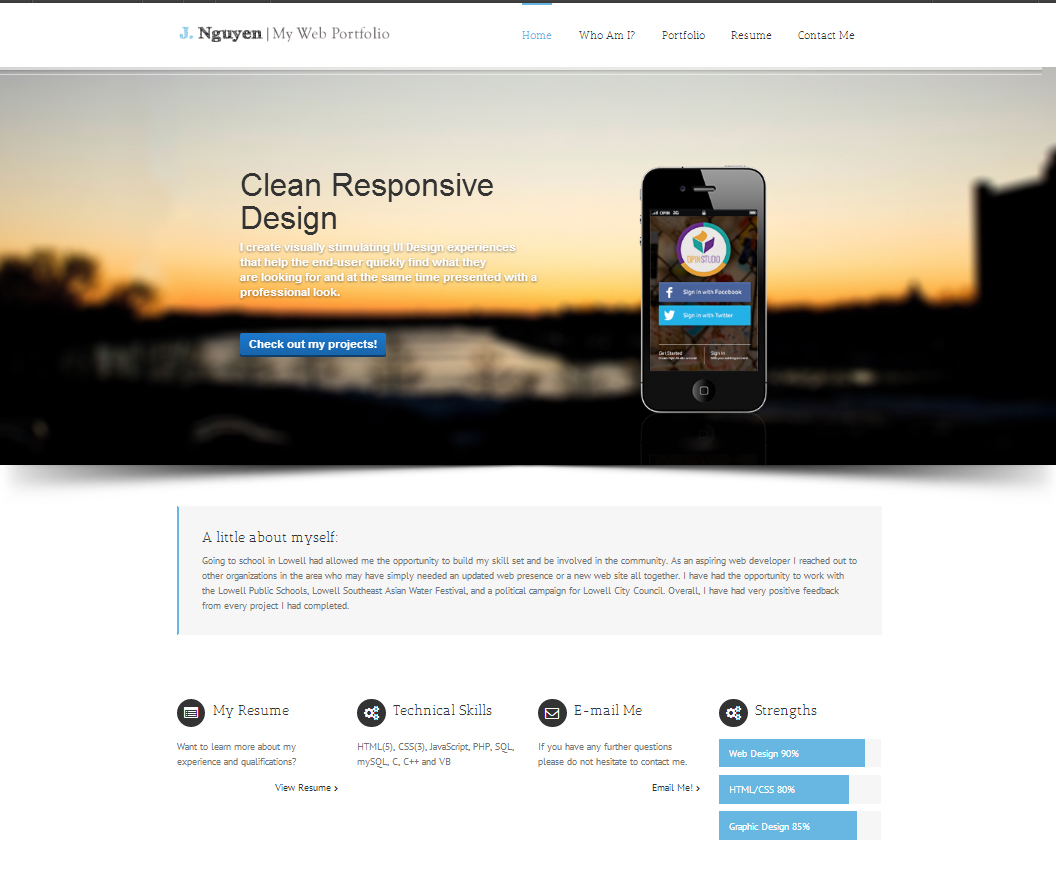 J. Nguyen | My Web Portfolio
Home Who Am I? Portfolio Resume Contact Me
Clean Responsive
Design
I create visually stimulating UI Design experiences
that help the end-user quickly find what they
are looking for and at the same time presented with a
professional look.
Check out my projects!
3G
OPIN STUDIO
Sign in with Facebook
Sign in with Twitter
Get Started Sign in
A little about myself:
Going to school in Lowell had allowed me the opportunity to build my skill set and be involved in the community. As an aspiring web developer I reached out to
other organizations in the area who may have simply needed an updated web presence or a new web site all together. I have had the opportunity to work with
the Lowell Public Schools, Lowell Southeast Asian Water Festival, and a political campaign for Lowell City Council. Overall, I have had very positive feedback
from every project I had completed.
My Resume
Want to learn more about my
experience and qualifications?
View Resume ›
Technical Skills
HTML(5), CSS(3), JavaScript, PHP, SQL,
mySQL, C, C++ and VB
E-mail Me
If you have any further questions
please do not hesitate to contact me.
Email Me! ›
Strengths
Web Design 90%
HTML/CSS 80%
Graphic Design 85%